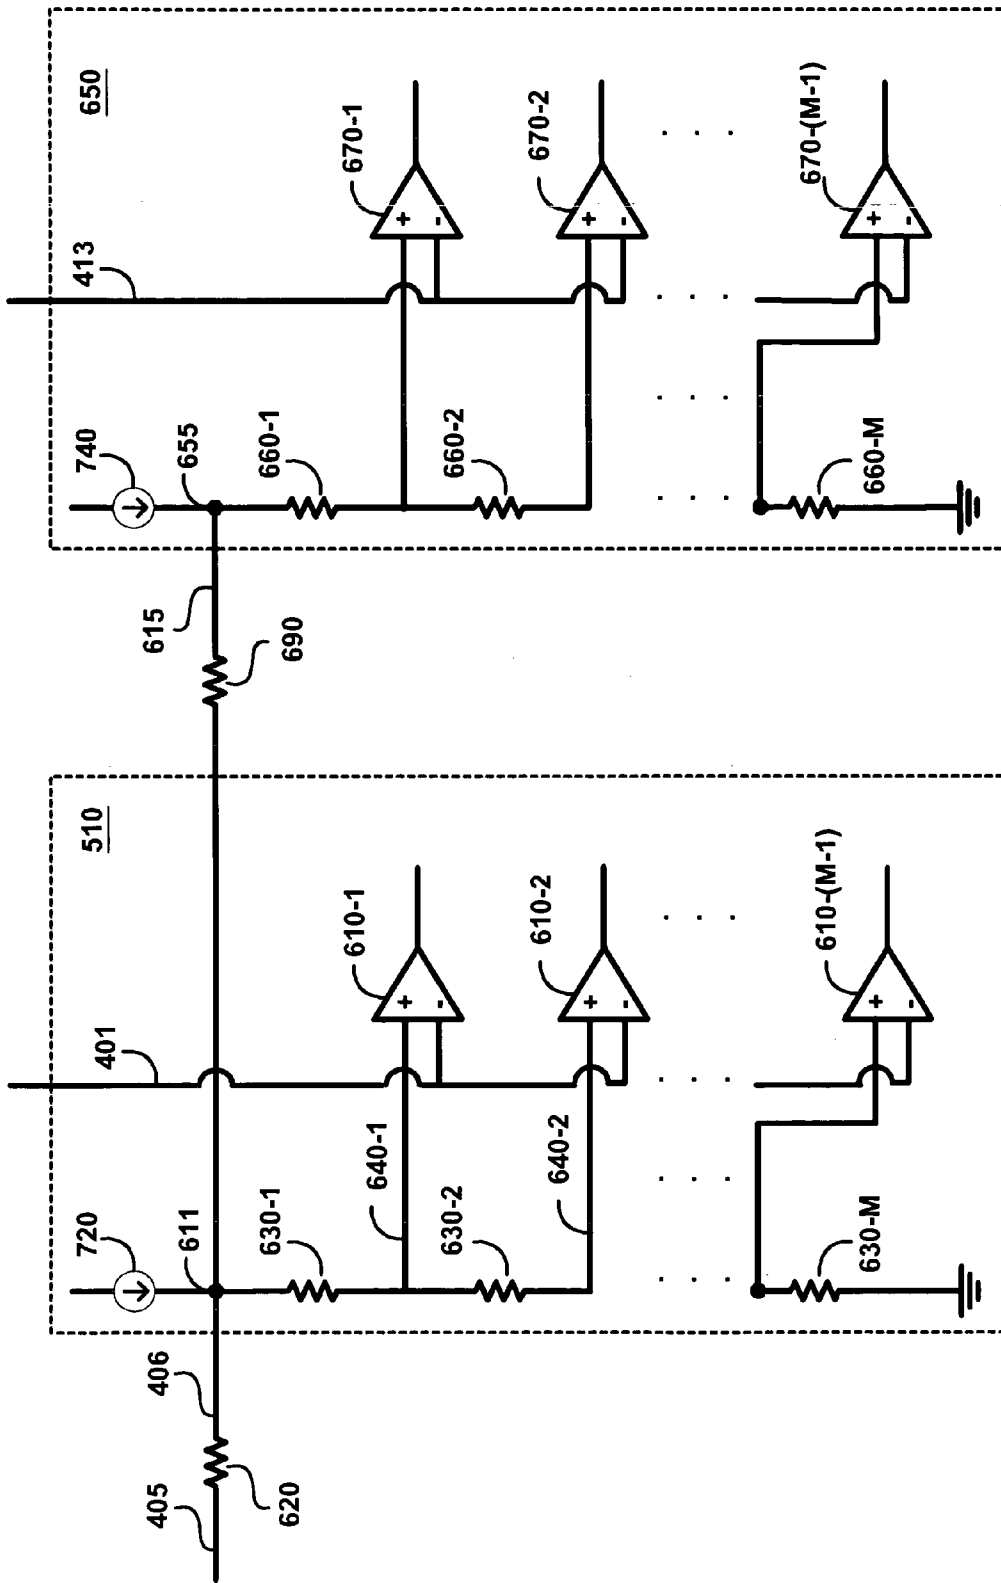 650
670-1
670-2
. . .
670-(M-1)
+
-
+
-
+
-
413
. . .
. . .
740
655
660-1
660-2
. . .
660-M
615
690
510
610-1
610-2
. . .
610-(M-1)
+
-
+
-
+
-
401
. . .
640-1
640-2
. . .
720
611
630-1
630-2
. . .
630-M
406
405
620